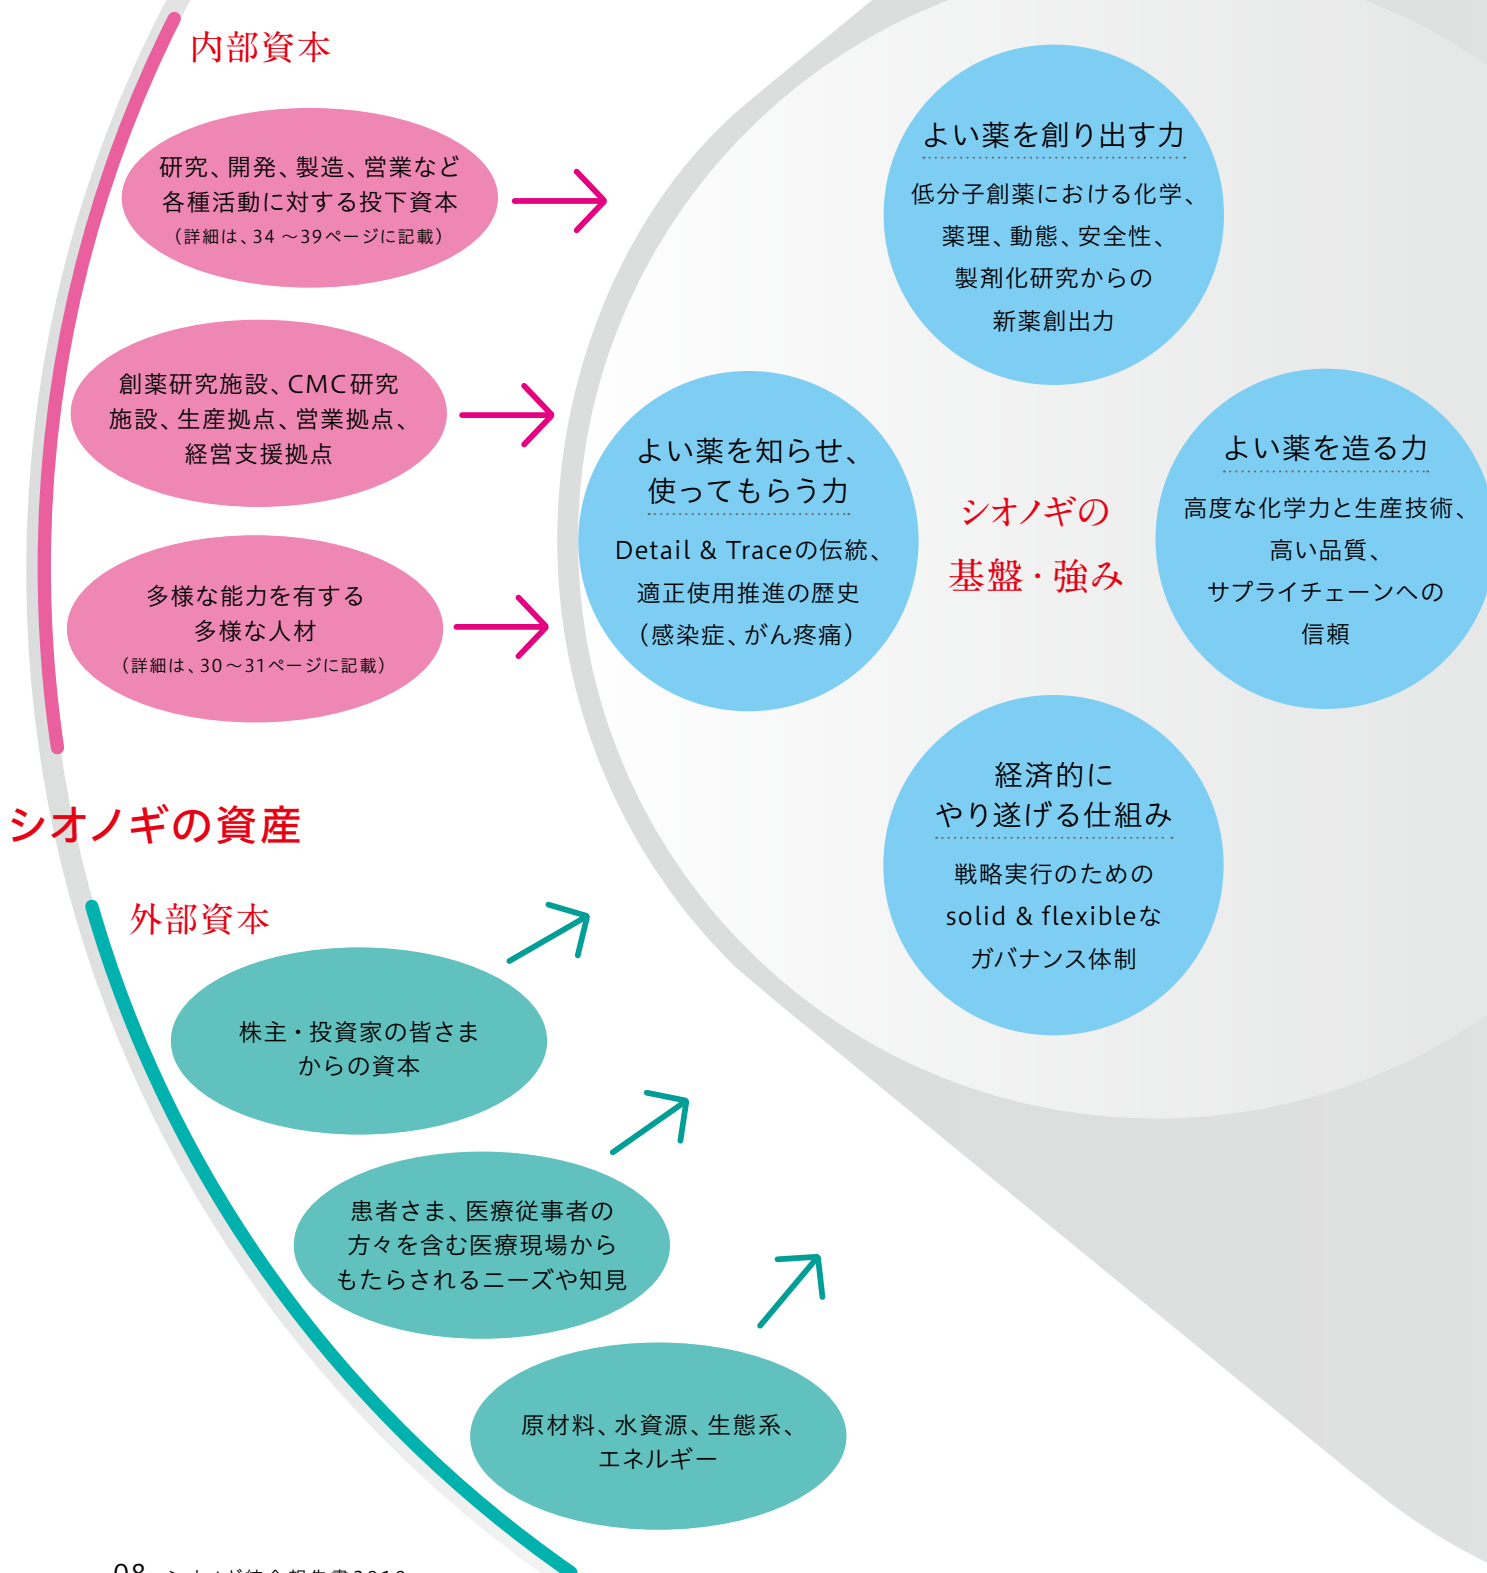 内部資本
研究、開発、製造、営業など
各種活動に対する投下資本
（詳細は、34 ～39ページに記載）
創薬研究施設、CMC研究
施設、生産拠点、営業拠点、
経営支援拠点
多様な能力を有する
多様な人材
（詳細は、30～31ページに記載）
シオノギの資産
外部資本
株主・投資家の皆さま
からの資本
患者さま、医療従事者の
方々を含む医療現場から
もたらされるニーズや知見
原材料、水資源、生態系、
エネルギー
よい薬を創り出す力
低分子創薬における化学、
薬理、動態、安全性、
製剤化研究からの
新薬創出力
よい薬を知らせ、
使ってもらう力
Detail & Traceの伝統、
適正使用推進の歴史
（感染症、がん疼痛）
シオノギの
基盤・強み
よい薬を造る力
高度な化学力と生産技術、
高い品質、
サプライチェーンへの
信頼
経済的に
やり遂げる仕組み
戦略実行のための
solid & flexibleな
ガバナンス体制